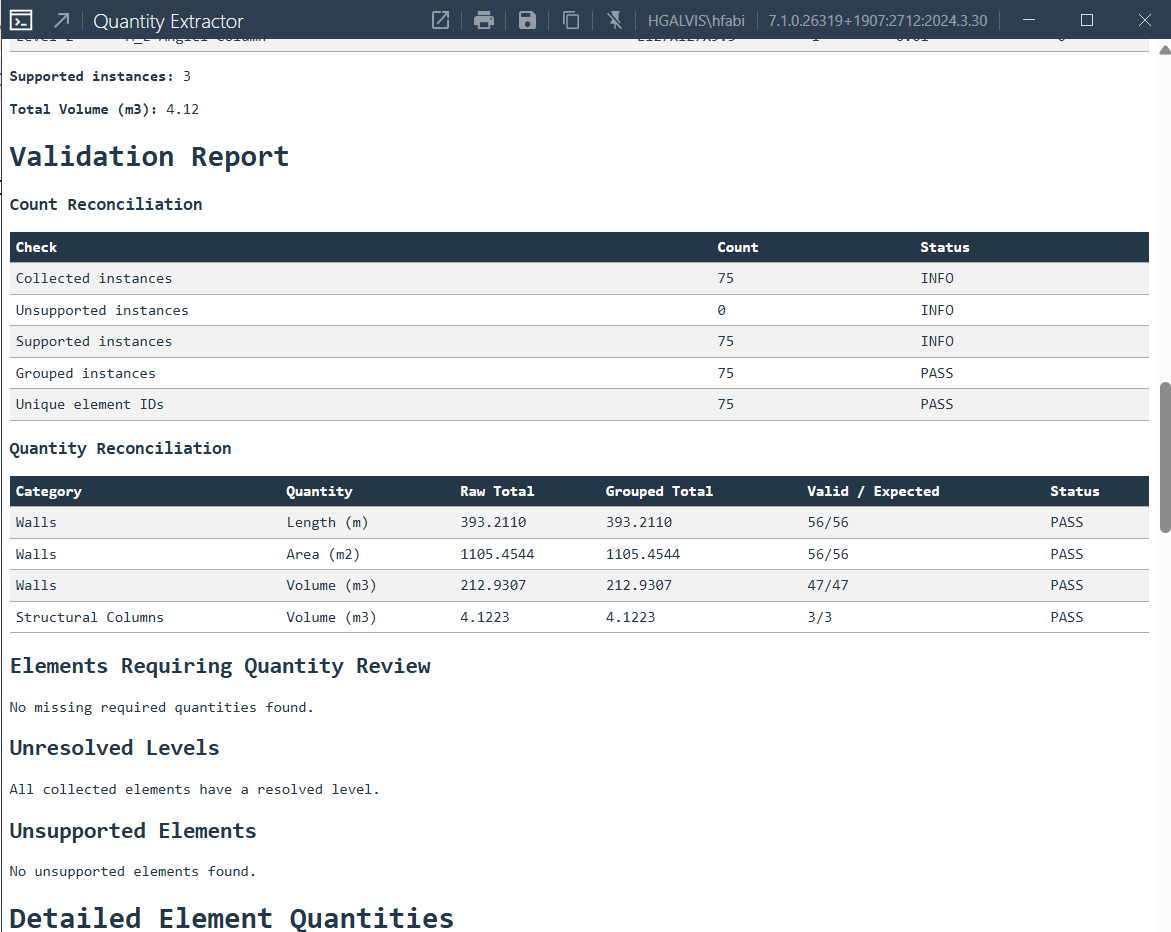 Quantity Extractor HGALVIS\hfabi 7.1.0.26319+1907:2712:2024.3.30
Supported instances: 3
Total Volume (m3): 4.12
Validation Report
Count Reconciliation
Check Count Status
Collected instances 75 INFO
Unsupported instances 0 INFO
Supported instances 75 INFO
Grouped instances 75 PASS
Unique element IDs 75 PASS
Quantity Reconciliation
Category Quantity Raw Total Grouped Total Valid / Expected Status
Walls Length (m) 393.2110 393.2110 56/56 PASS
Walls Area (m2) 1105.4544 1105.4544 56/56 PASS
Walls Volume (m3) 212.9307 212.9307 47/47 PASS
Structural Columns Volume (m3) 4.1223 4.1223 3/3 PASS
Elements Requiring Quantity Review
No missing required quantities found.
Unresolved Levels
All collected elements have a resolved level.
Unsupported Elements
No unsupported elements found.
Detailed Element Quantities